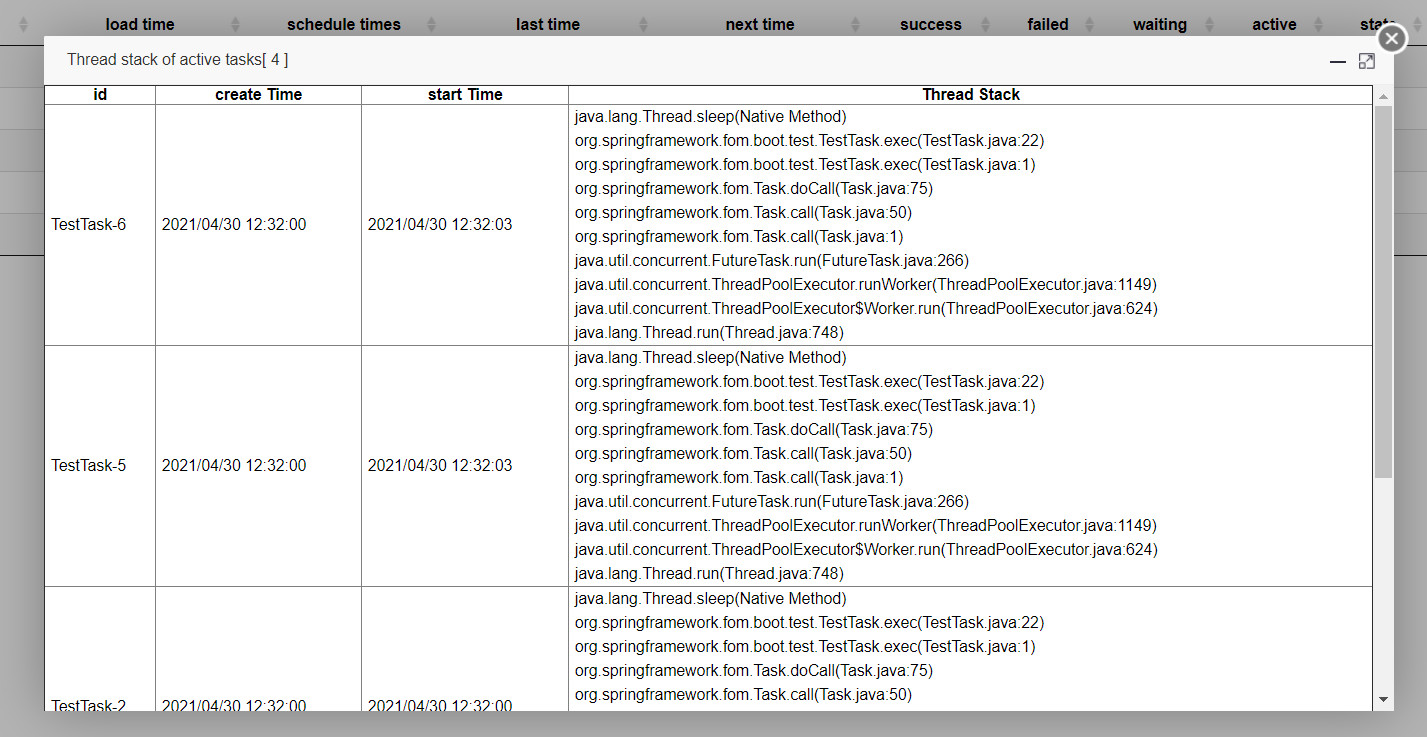 load time schedule times last time next time success failed waiting active state
Thread stack of active tasks[ 4 ]
id create Time start Time Thread Stack
java.lang.Thread.sleep(Native Method)
org.springframework.fom.boot.test.TestTask.exec(TestTask.java:22)
org.springframework.fom.boot.test.TestTask.exec(TestTask.java:1)
org.springframework.fom.Task.doCall(Task.java:75)
TestTask-6 2021/04/30 12:32:00 2021/04/30 12:32:03 org.springframework.fom.Task.call(Task.java:50)
org.springframework.fom.Task.call(Task.java:1)
java.util.concurrent.FutureTask.run(FutureTask.java:266)
java.util.concurrent.ThreadPoolExecutor.runWorker(ThreadPoolExecutor.java:1149)
java.util.concurrent.ThreadPoolExecutor$Worker.run(ThreadPoolExecutor.java:624)
java.lang.Thread.run(Thread.java:748)
java.lang.Thread.sleep(Native Method)
org.springframework.fom.boot.test.TestTask.exec(TestTask.java:22)
org.springframework.fom.boot.test.TestTask.exec(TestTask.java:1)
org.springframework.fom.Task.doCall(Task.java:75)
TestTask-5 2021/04/30 12:32:00 2021/04/30 12:32:03 org.springframework.fom.Task.call(Task.java:50)
org.springframework.fom.Task.call(Task.java:1)
java.util.concurrent.FutureTask.run(FutureTask.java:266)
java.util.concurrent.ThreadPoolExecutor.runWorker(ThreadPoolExecutor.java:1149)
java.util.concurrent.ThreadPoolExecutor$Worker.run(ThreadPoolExecutor.java:624)
java.lang.Thread.run(Thread.java:748)
java.lang.Thread.sleep(Native Method)
org.springframework.fom.boot.test.TestTask.exec(TestTask.java:22)
org.springframework.fom.boot.test.TestTask.exec(TestTask.java:1)
org.springframework.fom.Task.doCall(Task.java:75)
org.springframework.fom.Task.call(Task.java:50)
TestTask-2 2021/04/30 12:32:00 2021/04/30 12:32:00